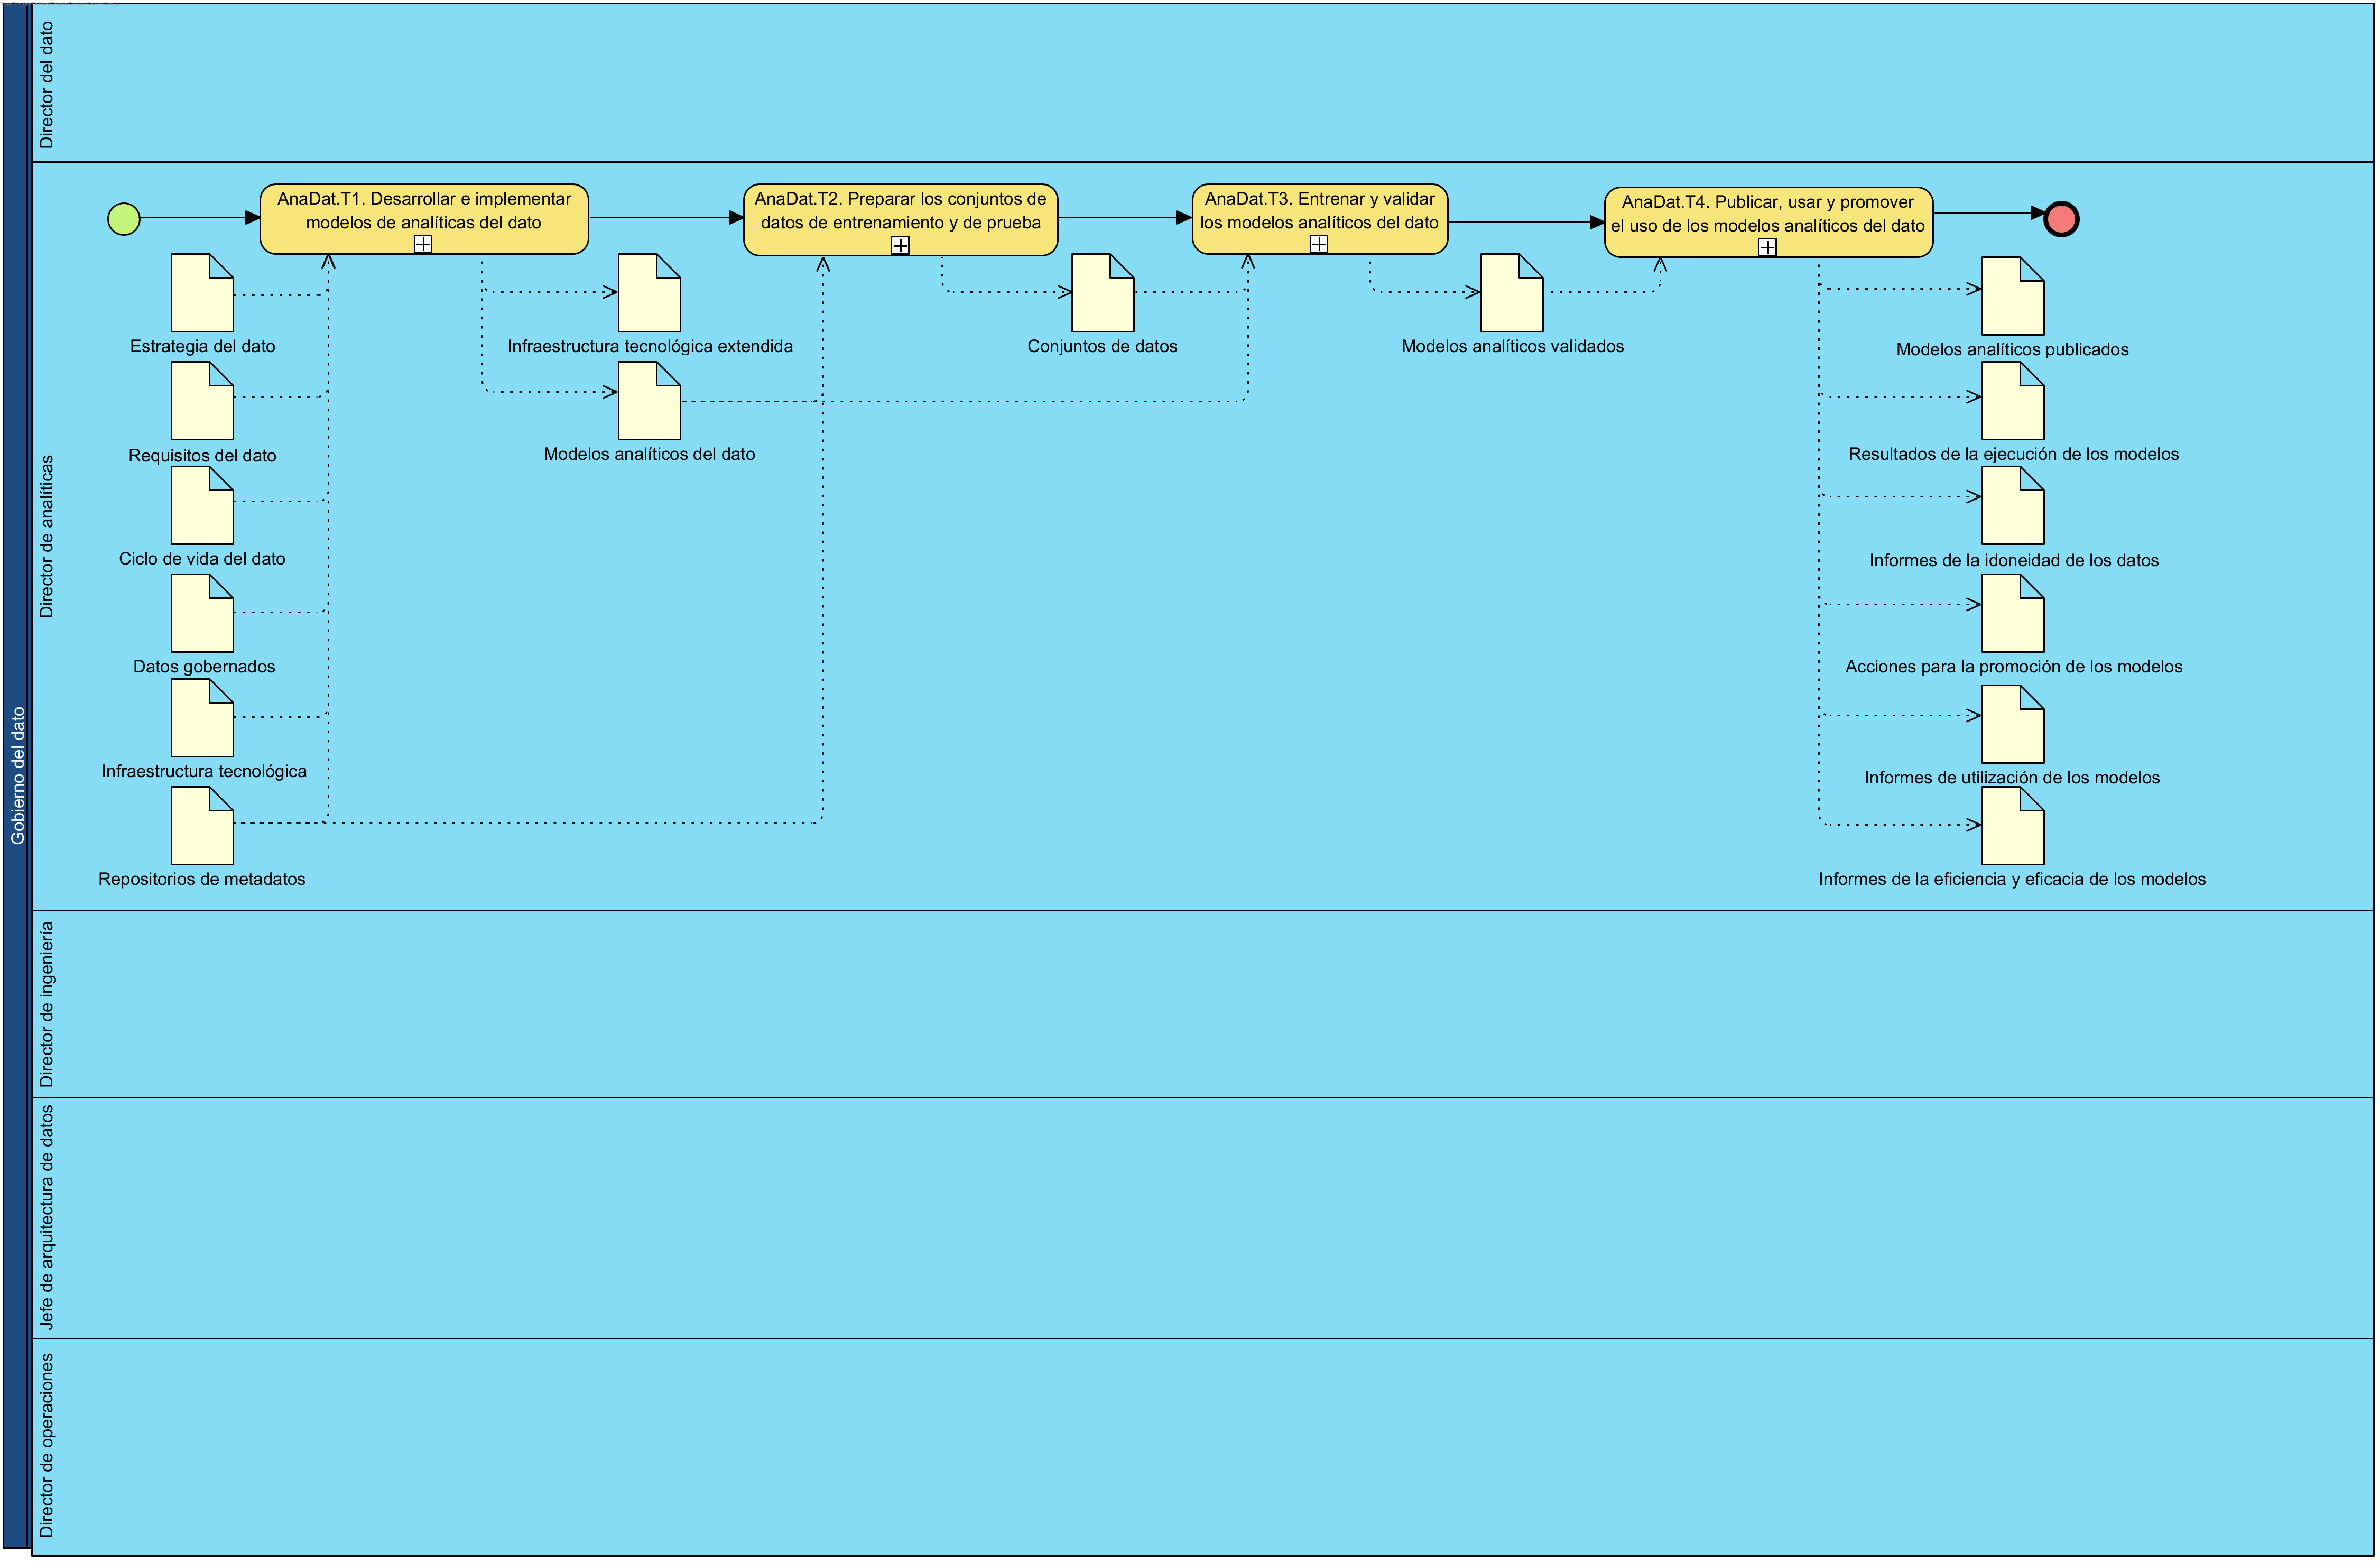 Gobierno del dato
Director del dato
Director de analíticas
AnaDat.T1. Desarrollar e implementar
modelos de analíticas del dato
AnaDat.T2. Preparar los conjuntos de
datos de entrenamiento y de prueba
AnaDat.T3. Entrenar y validar
los modelos analíticos del dato
AnaDat.T4. Publicar, usar y promover
el uso de los modelos analíticos del dato
Estrategia del dato
Infraestructura tecnológica extendida
Conjuntos de datos
Modelos analíticos validados
Modelos analíticos publicados
Requisitos del dato
Modelos analíticos del dato
Resultados de la ejecución de los modelos
Ciclo de vida del dato
Informes de la idoneidad de los datos
Datos gobernados
Acciones para la promoción de los modelos
Infraestructura tecnológica
Informes de utilización de los modelos
Repositorios de metadatos
Informes de la eficiencia y eficacia de los modelos
Director de ingeniería
Jefe de arquitectura de datos
Director de operaciones